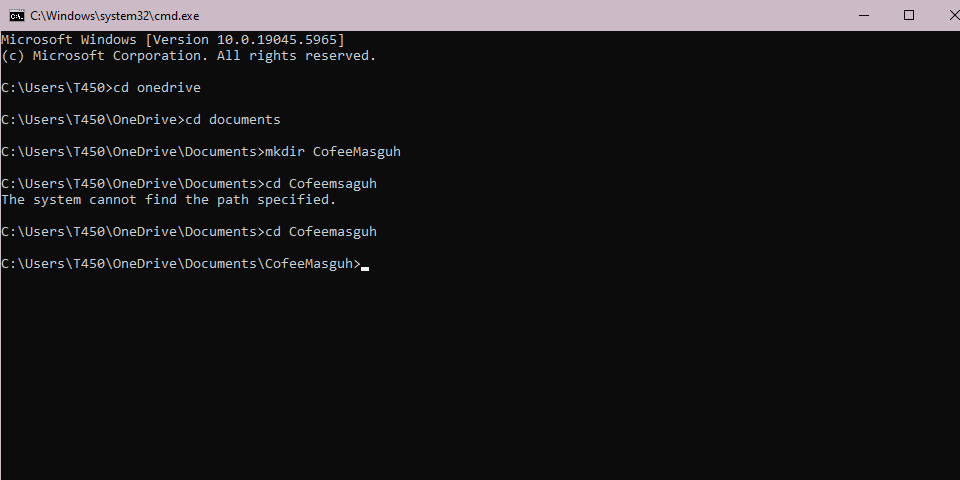 C:\Windows\system32\cmd.exe
Microsoft Windows [Version 10.0.19045.5965]
(c) Microsoft Corporation. All rights reserved.
C:\Users\T450>cd onedrive
C:\Users\T450\OneDrive>cd documents
C:\Users\T450\OneDrive\Documents>mkdir CofeeMasguh
C:\Users\T450\OneDrive\Documents>cd Cofeemsaguh
The system cannot find the path specified.
C:\Users\T450\OneDrive\Documents>cd Cofeemasguh
C:\Users\T450\OneDrive\Documents\CofeeMasguh>